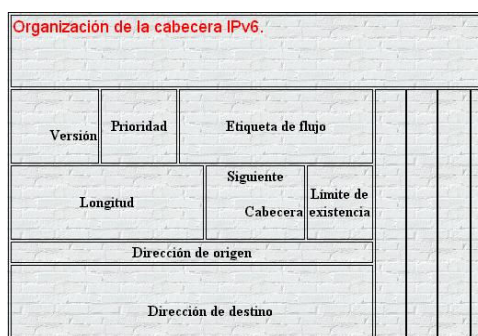 Organización de la cabecera IPv6.
Versión
Prioridad
Etiqueta de flujo
Longitud
Siguiente
Cabecera
Límite de
existencia
Dirección de origen
Dirección de destino